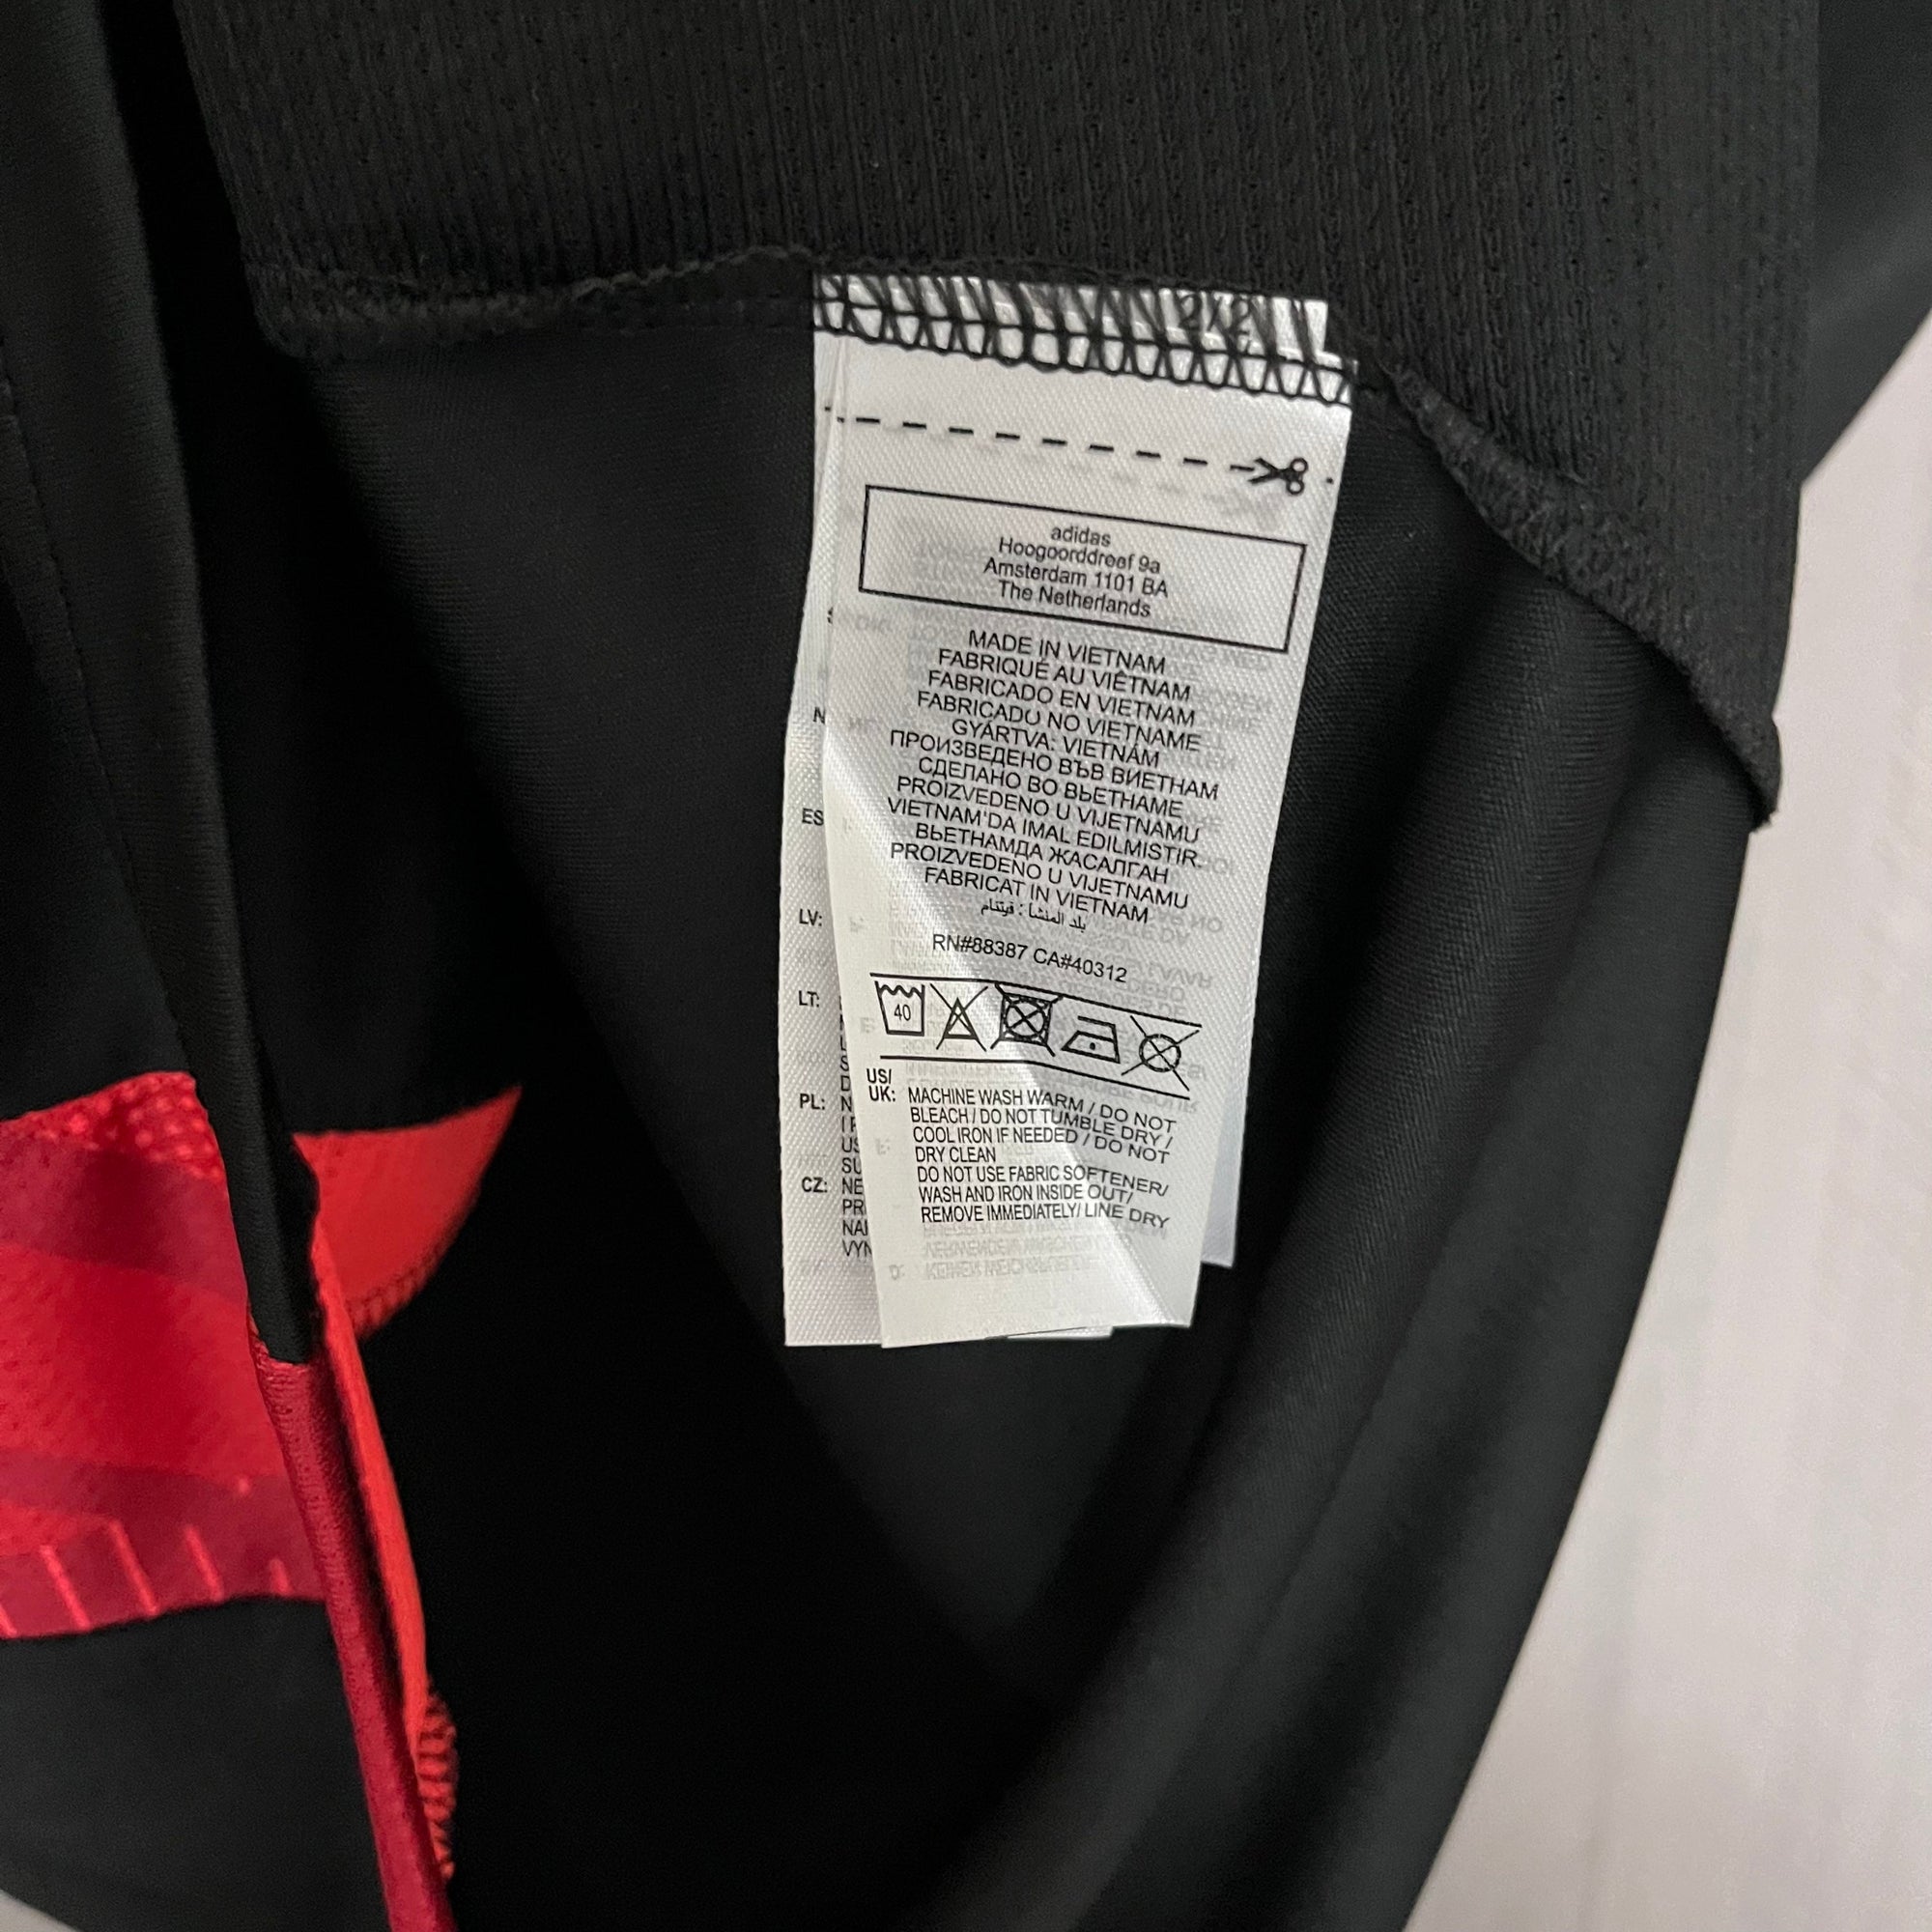 2/2
adidas
Hoogoorddreef 9a
Amsterdam 1101 BA
The Netherlands
MADE IN VIETNAM
FABRIQUÉ AU VIÊTNAM
FABRICADO EN VIETNAM
FABRICADO NO VIETNAME
GYÁRTVA: VIETNÁM
ПРОИЗВЕДЕНО ВЪВ ВИЕТНАМ
СДЕЛАНО ВО ВЬЕТНАМЕ
PROIZVEDENO U VIJETNAMU
VIETNAM'DA IMAL EDILMISTIR
ВЬЕТНАМДА ЖАСАЛГАН
PROIZVEDENO U VIJETNAMU
FABRICAT IN VIETNAM
بلد المنشأ : فيتنام
RN#88387 CA#40312
40
US/
UK: MACHINE WASH WARM / DO NOT
BLEACH / DO NOT TUMBLE DRY /
COOL IRON IF NEEDED / DO NOT
DRY CLEAN
DO NOT USE FABRIC SOFTENER/
WASH AND IRON INSIDE OUT/
REMOVE IMMEDIATELY/ LINE DRY
ES
LV:
LT:
PL:
CZ: